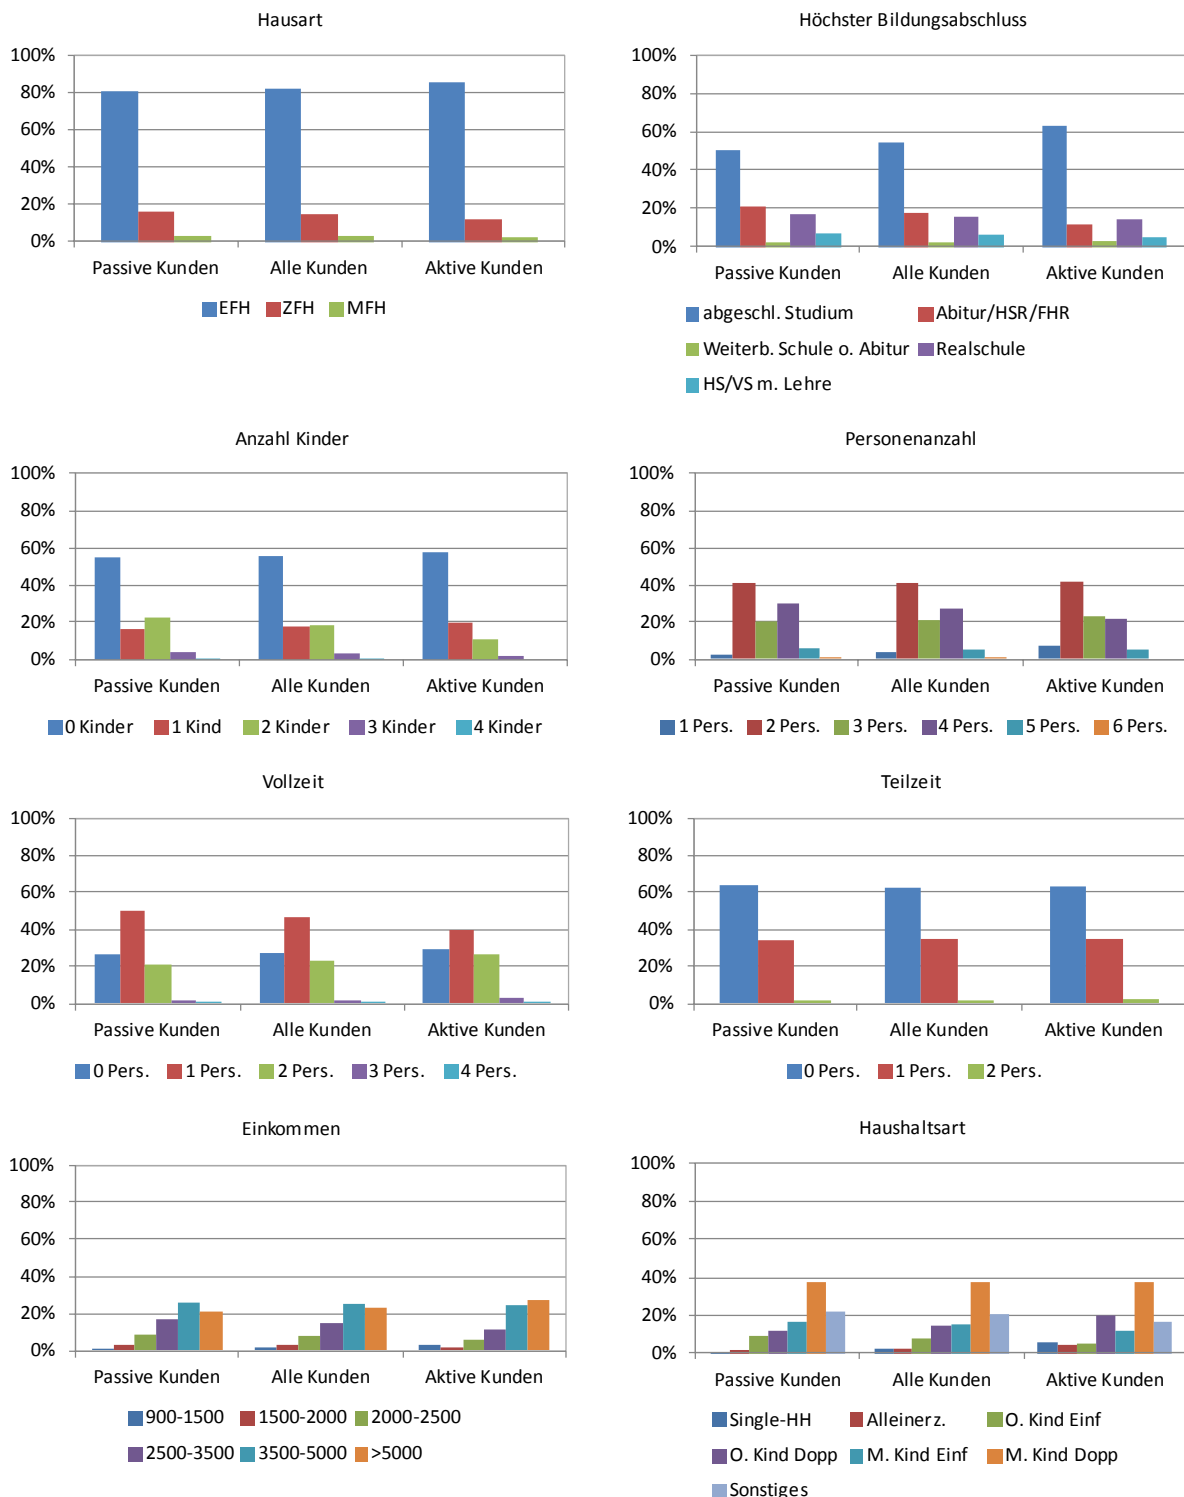 Hausart
100%
80%
60%
40%
20%
0%
Passive Kunden Alle Kunden Aktive Kunden
EFH ZFH MFH
Höchster Bildungsabschluss
100%
80%
60%
40%
20%
0%
Passive Kunden Alle Kunden Aktive Kunden
abgeschl. Studium Abitur/HSR/FHR
Weiterb. Schule o. Abitur Realschule
HS/VS m. Lehre
Anzahl Kinder
100%
80%
60%
40%
20%
0%
Passive Kunden Alle Kunden Aktive Kunden
0 Kinder 1 Kind 2 Kinder 3 Kinder 4 Kinder
Personenanzahl
100%
80%
60%
40%
20%
0%
Passive Kunden Alle Kunden Aktive Kunden
1 Pers. 2 Pers. 3 Pers. 4 Pers. 5 Pers. 6 Pers.
Vollzeit
100%
80%
60%
40%
20%
0%
Passive Kunden Alle Kunden Aktive Kunden
0 Pers. 1 Pers. 2 Pers. 3 Pers. 4 Pers.
Teilzeit
100%
80%
60%
40%
20%
0%
Passive Kunden Alle Kunden Aktive Kunden
0 Pers. 1 Pers. 2 Pers.
Einkommen
100%
80%
60%
40%
20%
0%
Passive Kunden Alle Kunden Aktive Kunden
900-1500 1500-2000 2000-2500
2500-3500 3500-5000 >5000
Haushaltsart
100%
80%
60%
40%
20%
0%
Passive Kunden Alle Kunden Aktive Kunden
Single-HH Alleinerz. O. Kind Einf
O. Kind Dopp M. Kind Einf M. Kind Dopp
Sonstiges